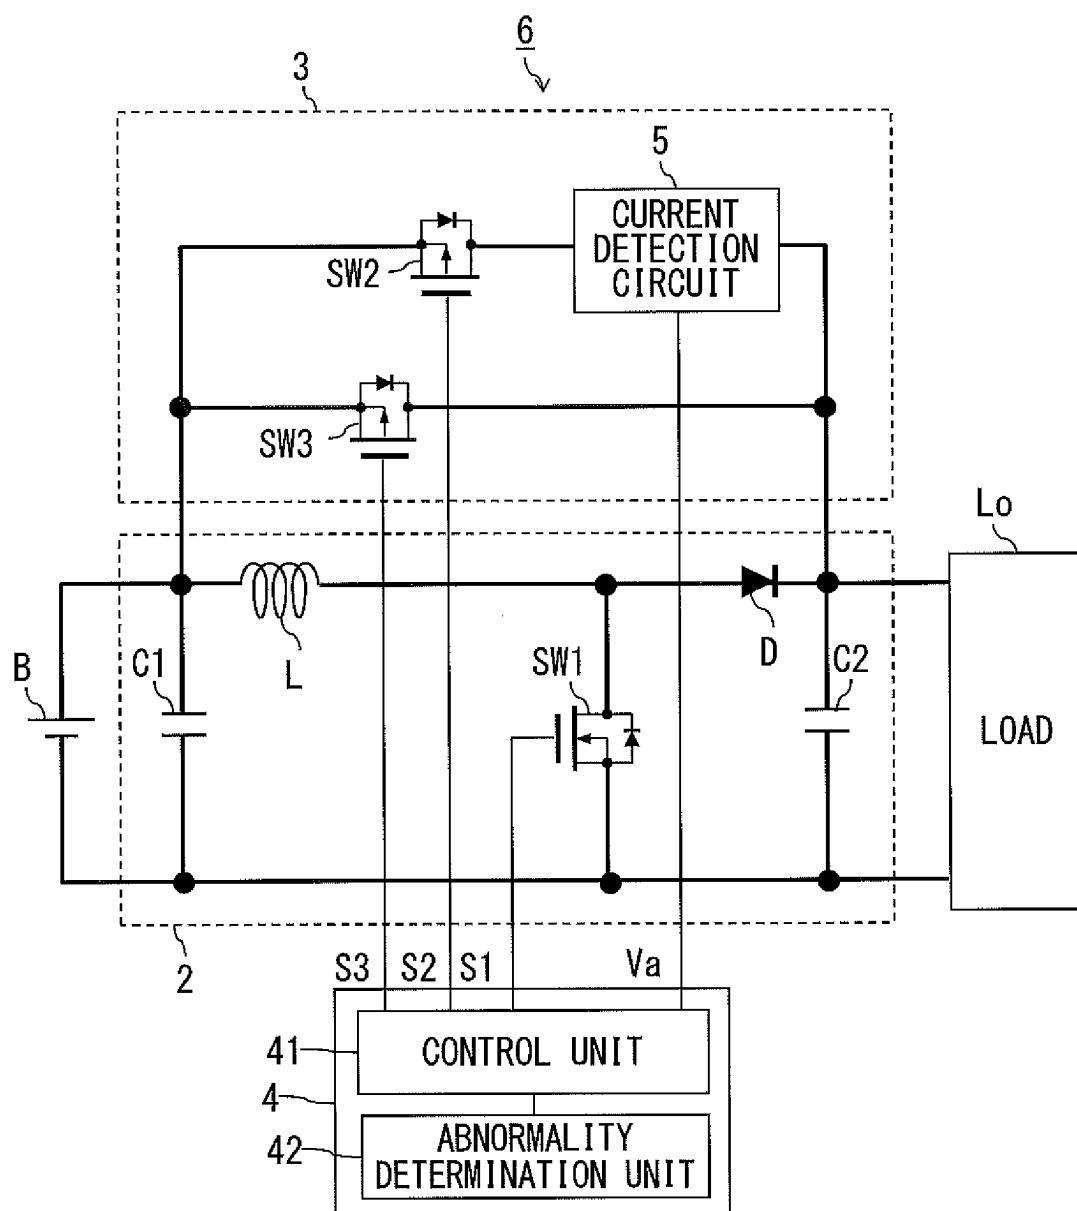 6
3
5
CURRENT
DETECTION
CIRCUIT
SW2
SW3
Lo
L
D
B
C1
SW1
C2
LOAD
2
S3
S2
S1
Va
41
CONTROL UNIT
4
42
ABNORMALITY
DETERMINATION UNIT